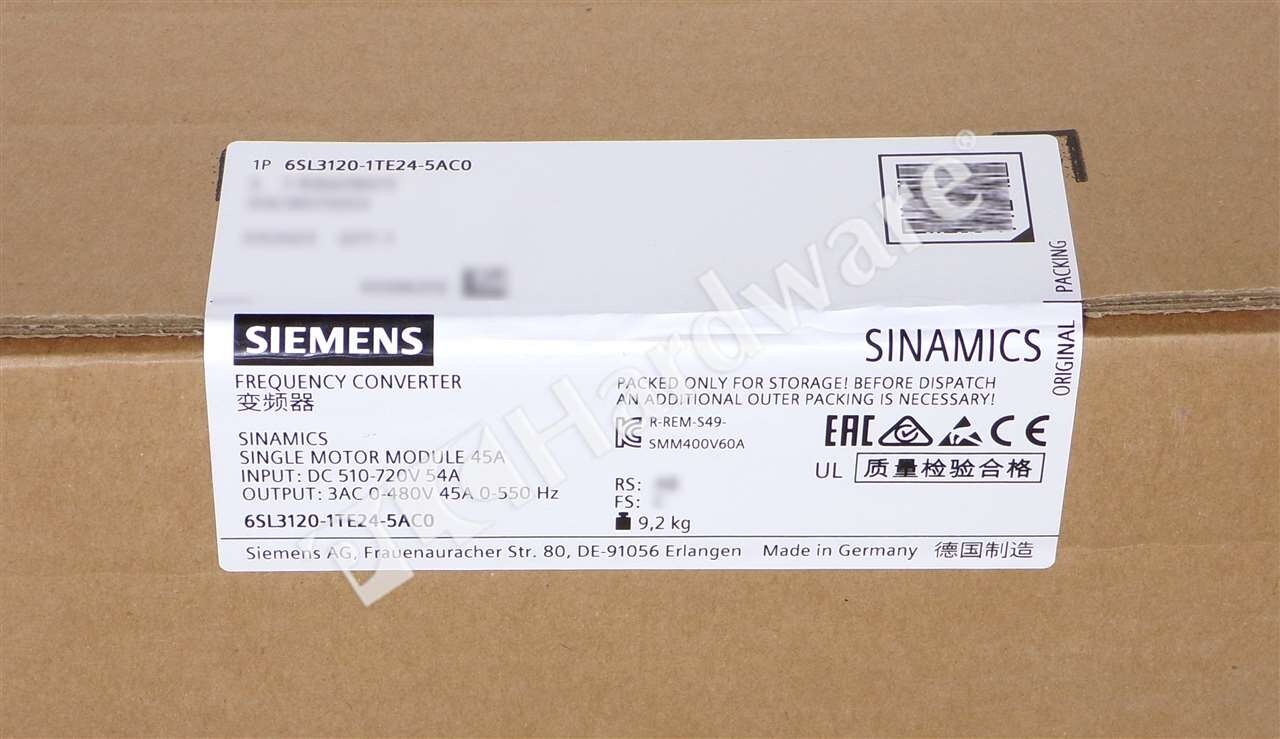 1P 6SL3120-1TE24-5AC0
SIEMENS
FREQUENCY CONVERTER
变频器
SINAMICS
SINGLE MOTOR MODULE 45A
INPUT: DC 510-720V 54A
OUTPUT: 3AC 0-480V 45A 0-550 Hz
6SL3120-1TE24-5AC0
SINAMICS
PACKED ONLY FOR STORAGE! BEFORE DISPATCH
AN ADDITIONAL OUTER PACKING IS NECESSARY!
R-REM-S49-
SMM400V60A
EAC CE
UL 质量检验合格
RS:
FS:
9,2 kg
Siemens AG, Frauenauracher Str. 80, DE-91056 Erlangen Made in Germany 德国制造
ORIGINAL PACKING
PLCHardware®